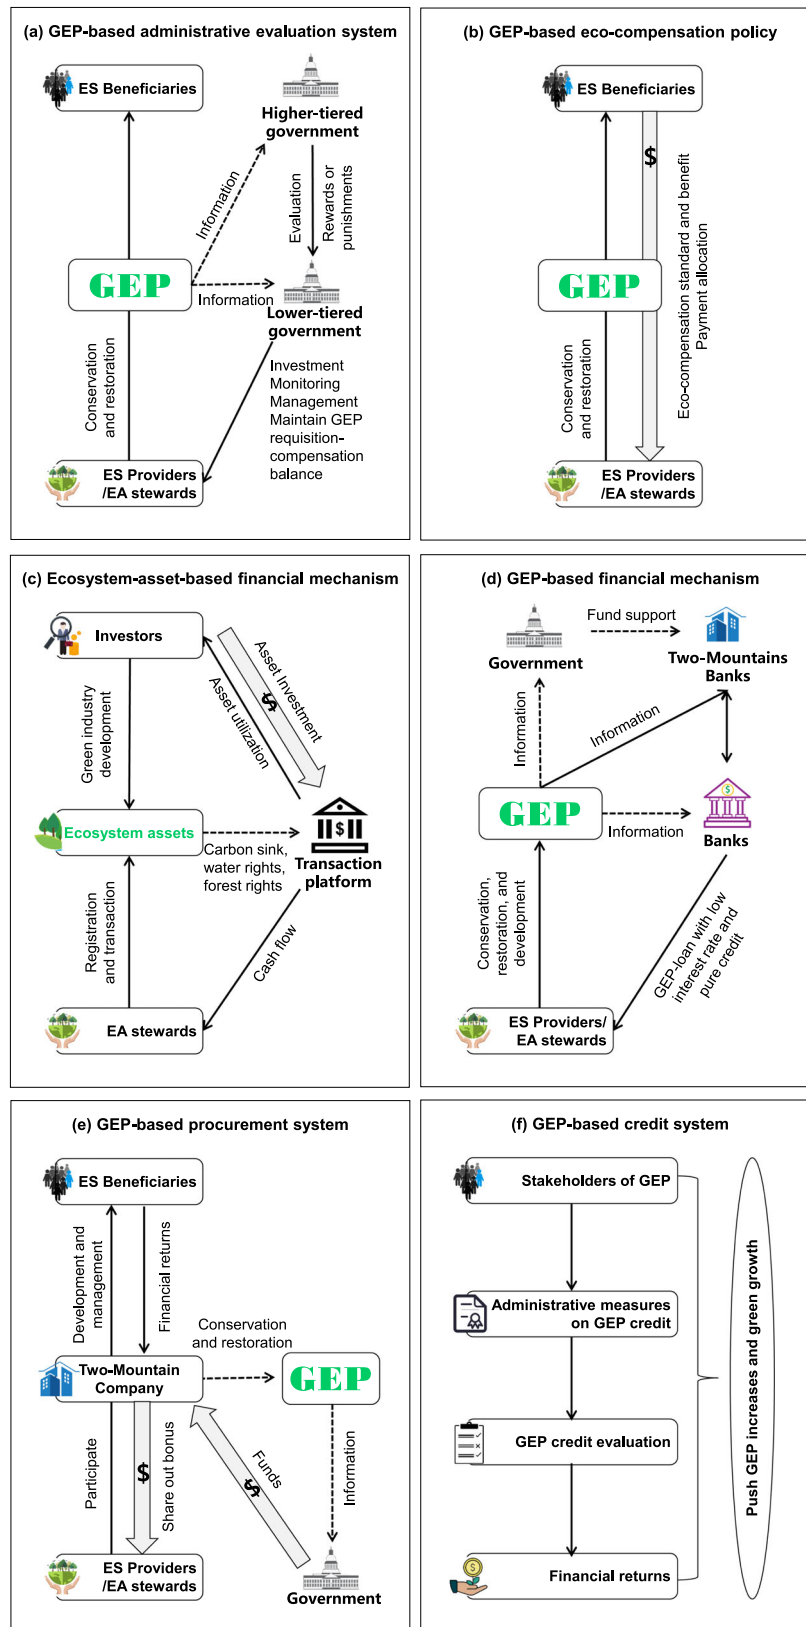 (a) GEP-based administrative evaluation system
ES Beneficiaries
Higher-tiered
government
Information
Evaluation
Rewards or
punishments
GEP
Information
Lower-tiered
government
Conservation
and restoration
Investment
Monitoring
Management
Maintain GEP
requisition-
compensation
balance
ES Providers
/EA stewards
(b) GEP-based eco-compensation policy
ES Beneficiaries
$
Eco-compensation standard and benefit
Payment allocation
GEP
Conservation
and restoration
ES Providers
/EA stewards
(c) Ecosystem-asset-based financial mechanism
Investors
Asset Investment
$
Asset utilization
Green industry
development
Ecosystem assets
Carbon sink,
water rights,
forest rights
$
Transaction
platform
Registration
and transaction
Cash flow
EA stewards
(d) GEP-based financial mechanism
Fund support
Government
Two-Mountains
Banks
Information
Information
GEP
Information
$
Banks
Conservation,
restoration, and
development
GEP-loan with low
interest rate and
pure credit
ES Providers/
EA stewards
(e) GEP-based procurement system
ES Beneficiaries
Development and
management
Financial returns
Conservation
and restoration
Two-Mountain
Company
GEP
Participate
$
Share out bonus
Funds
$
Information
ES Providers
/EA stewards
Government
(f) GEP-based credit system
Stakeholders of GEP
Administrative measures
on GEP credit
GEP credit evaluation
$
Financial returns
Push GEP increases and green growth